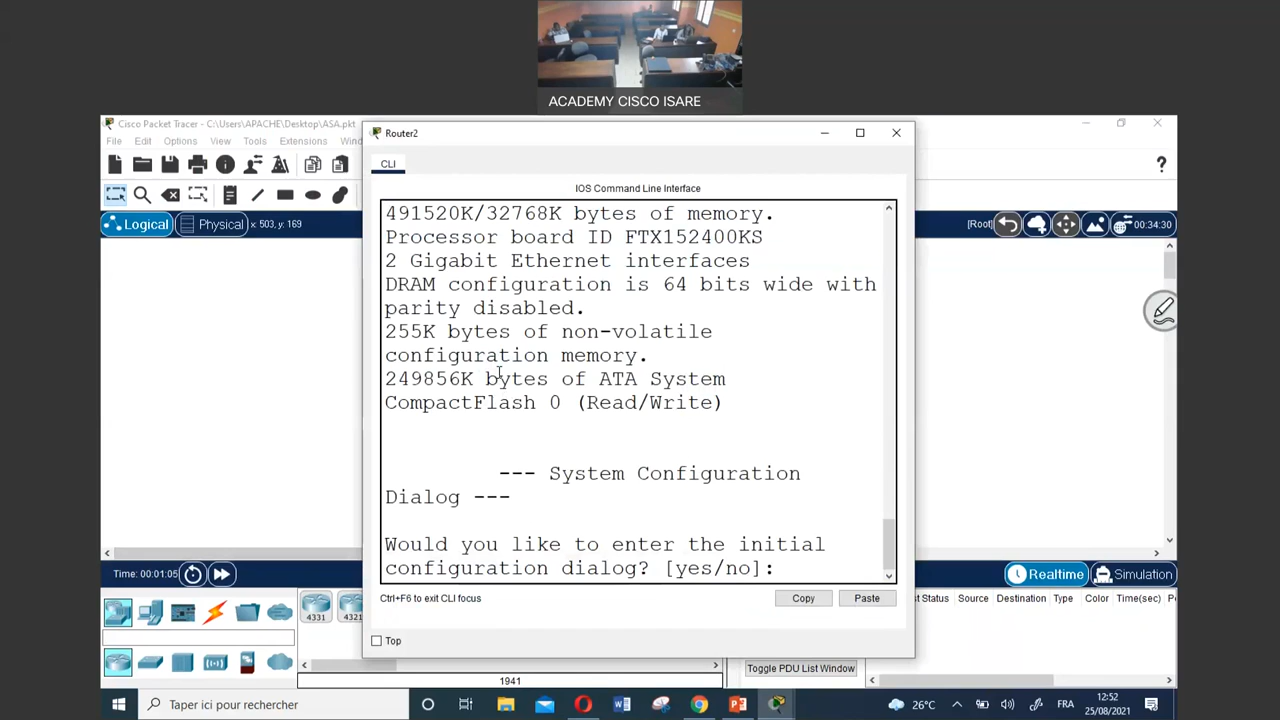 ACADEMY CISCO ISARE
Cisco Packet Tracer - C:\Users\APACHE\Desktop\ASA.pkt
File Edit Options View Tools Extensions Wind
Logical Physical x: 503, y: 169
[Root] 00:34:30
Router2
CLI
IOS Command Line Interface
491520K/32768K bytes of memory.
Processor board ID FTX152400KS
2 Gigabit Ethernet interfaces
DRAM configuration is 64 bits wide with
parity disabled.
255K bytes of non-volatile
configuration memory.
249856K bytes of ATA System
CompactFlash 0 (Read/Write)
--- System Configuration
Dialog ---
Would you like to enter the initial
configuration dialog? [yes/no]:
Ctrl+F6 to exit CLI focus
Copy Paste
Top
Time: 00:01:05
Realtime Simulation
4331 4321
st Status Source Destination Type Color Time(sec)
Toggle PDU List Window
1941
Taper ici pour rechercher
26°C
FRA
12:52
25/08/2021